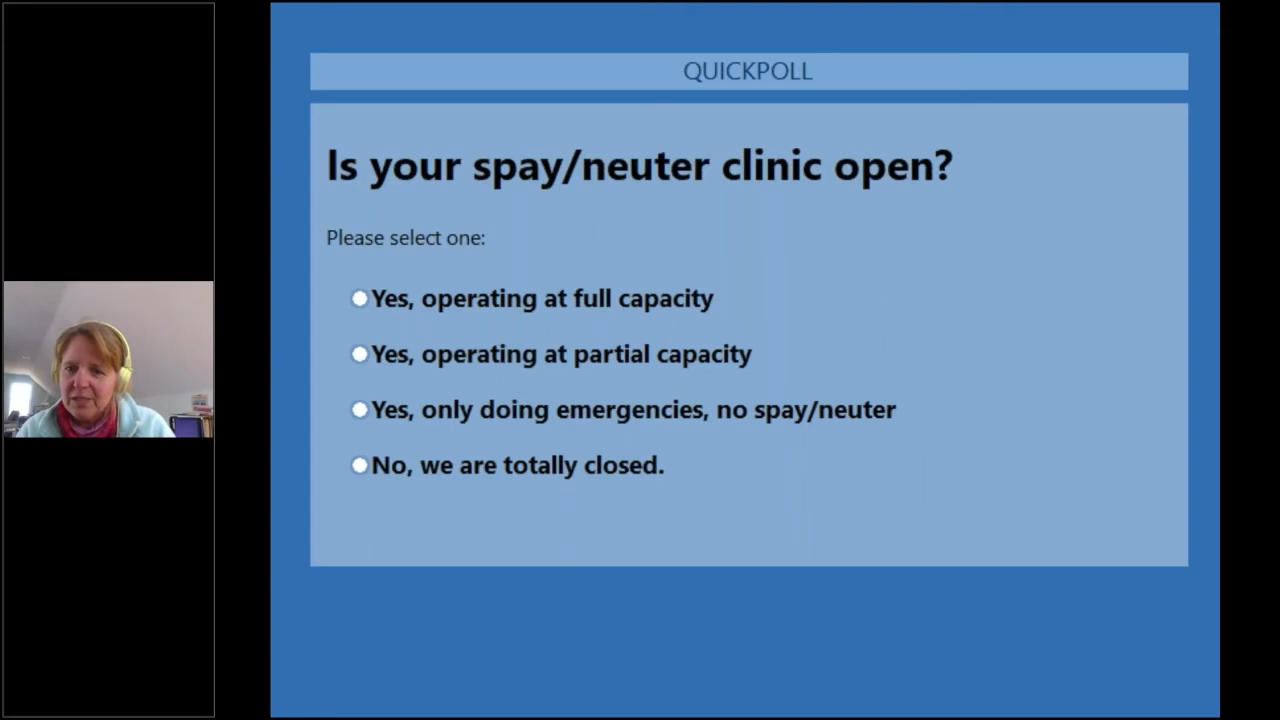 QUICKPOLL
Is your spay/neuter clinic open?
Please select one:
Yes, operating at full capacity
Yes, operating at partial capacity
Yes, only doing emergencies, no spay/neuter
No, we are totally closed.